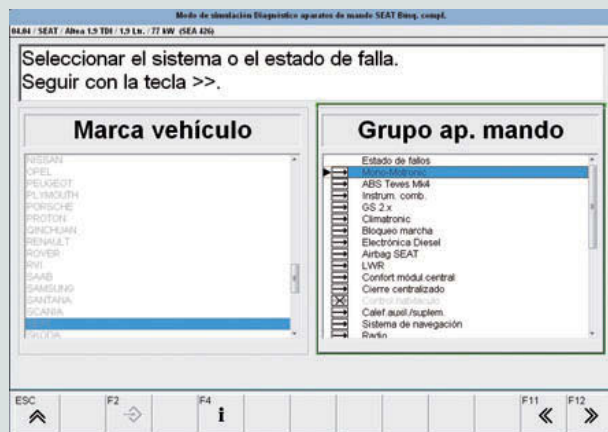 Modo de simulación Diagnóstico aparatos de mando SEAT Búsq. compl.
04.04 / SEAT / Altea 1.9 TDI / 1,9 Ltr. / 77 kW (SEA 426)
Seleccionar el sistema o el estado de falla.
Seguir con la tecla >>.
Marca vehículo
NISSAN
OPEL
PEUGEOT
PLYMOUTH
PORSCHE
PROTON
QINCHUAN
RENAULT
ROVER
RVI
SAAB
SAMSUNG
SANTANA
SCANIA
SKODA
Grupo ap. mando
Estado de fallos
Mono-Motronic
ABS Teves Mk4
Instrum. comb.
GS 2.x
Climatronic
Bloqueo marcha
Electrónica Diesel
Airbag SEAT
LWR
Confort módul.central
Cierre centralizado
Control habitáculo
Calef.auxil./suplem.
Sistema de navegación
Radio
ESC
F2
F4
i
F11
F12